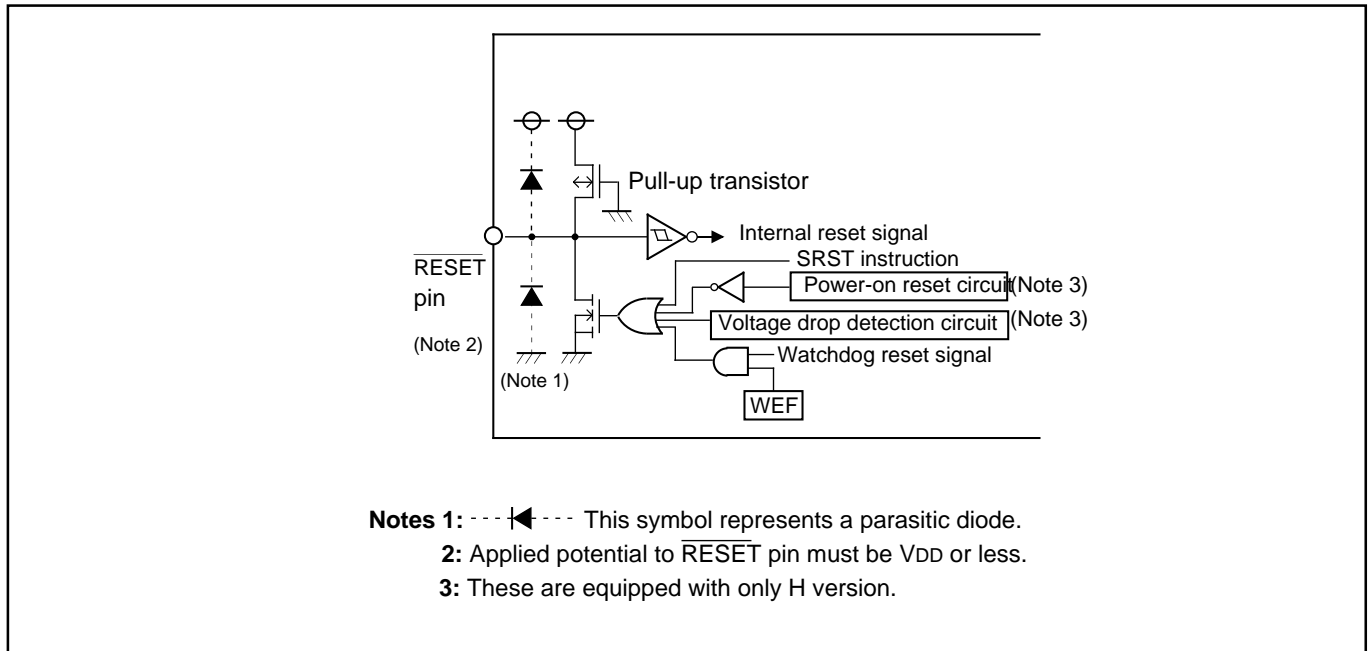 Pull-up transistor
Internal reset signal
RESET
pin
(Note 2)
SRST instruction
Power-on reset circuit (Note 3)
Voltage drop detection circuit (Note 3)
Watchdog reset signal
(Note 1)
WEF
Notes 1: This symbol represents a parasitic diode.
2: Applied potential to RESET pin must be VDD or less.
3: These are equipped with only H version.